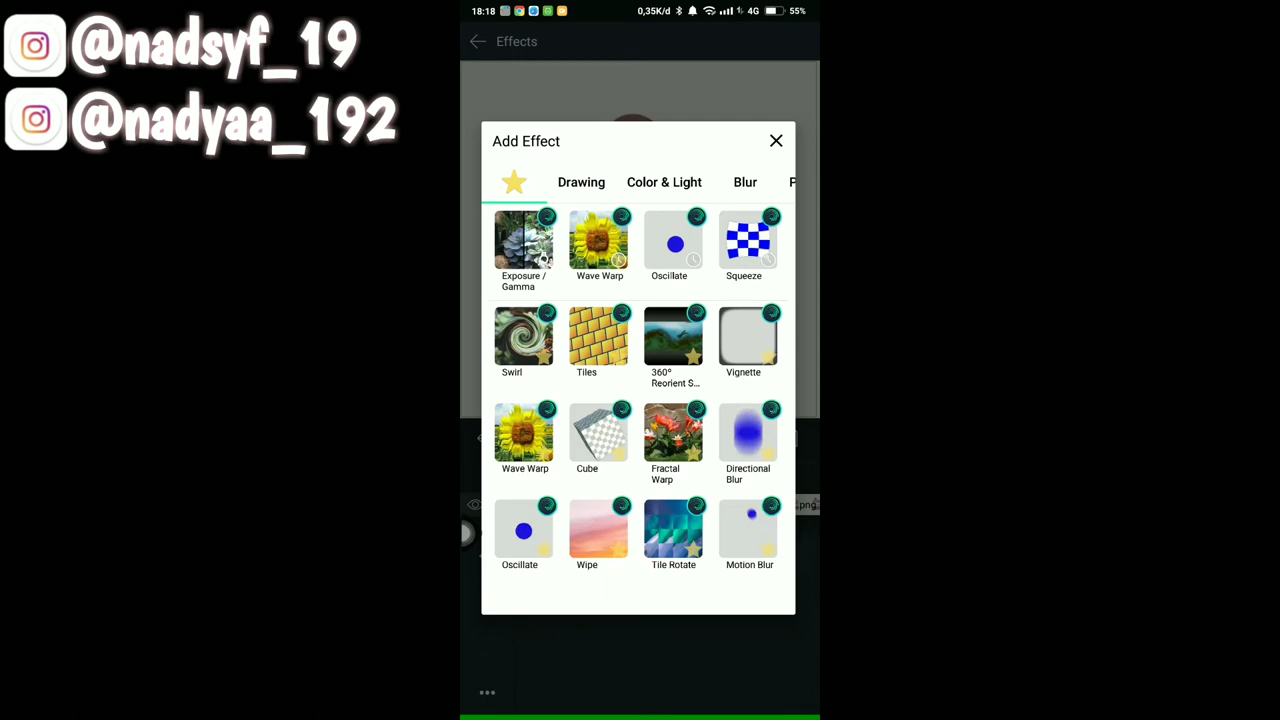 @nadsyf_19
@nadyaa_192
18:18 0,35K/d 4G 55%
Effects
Add Effect
Drawing Color & Light Blur P
Exposure / Gamma Wave Warp Oscillate Squeeze
Swirl Tiles 360º Reorient S... Vignette
Wave Warp Cube Fractal Warp Directional Blur
Oscillate Wipe Tile Rotate Motion Blur
.png